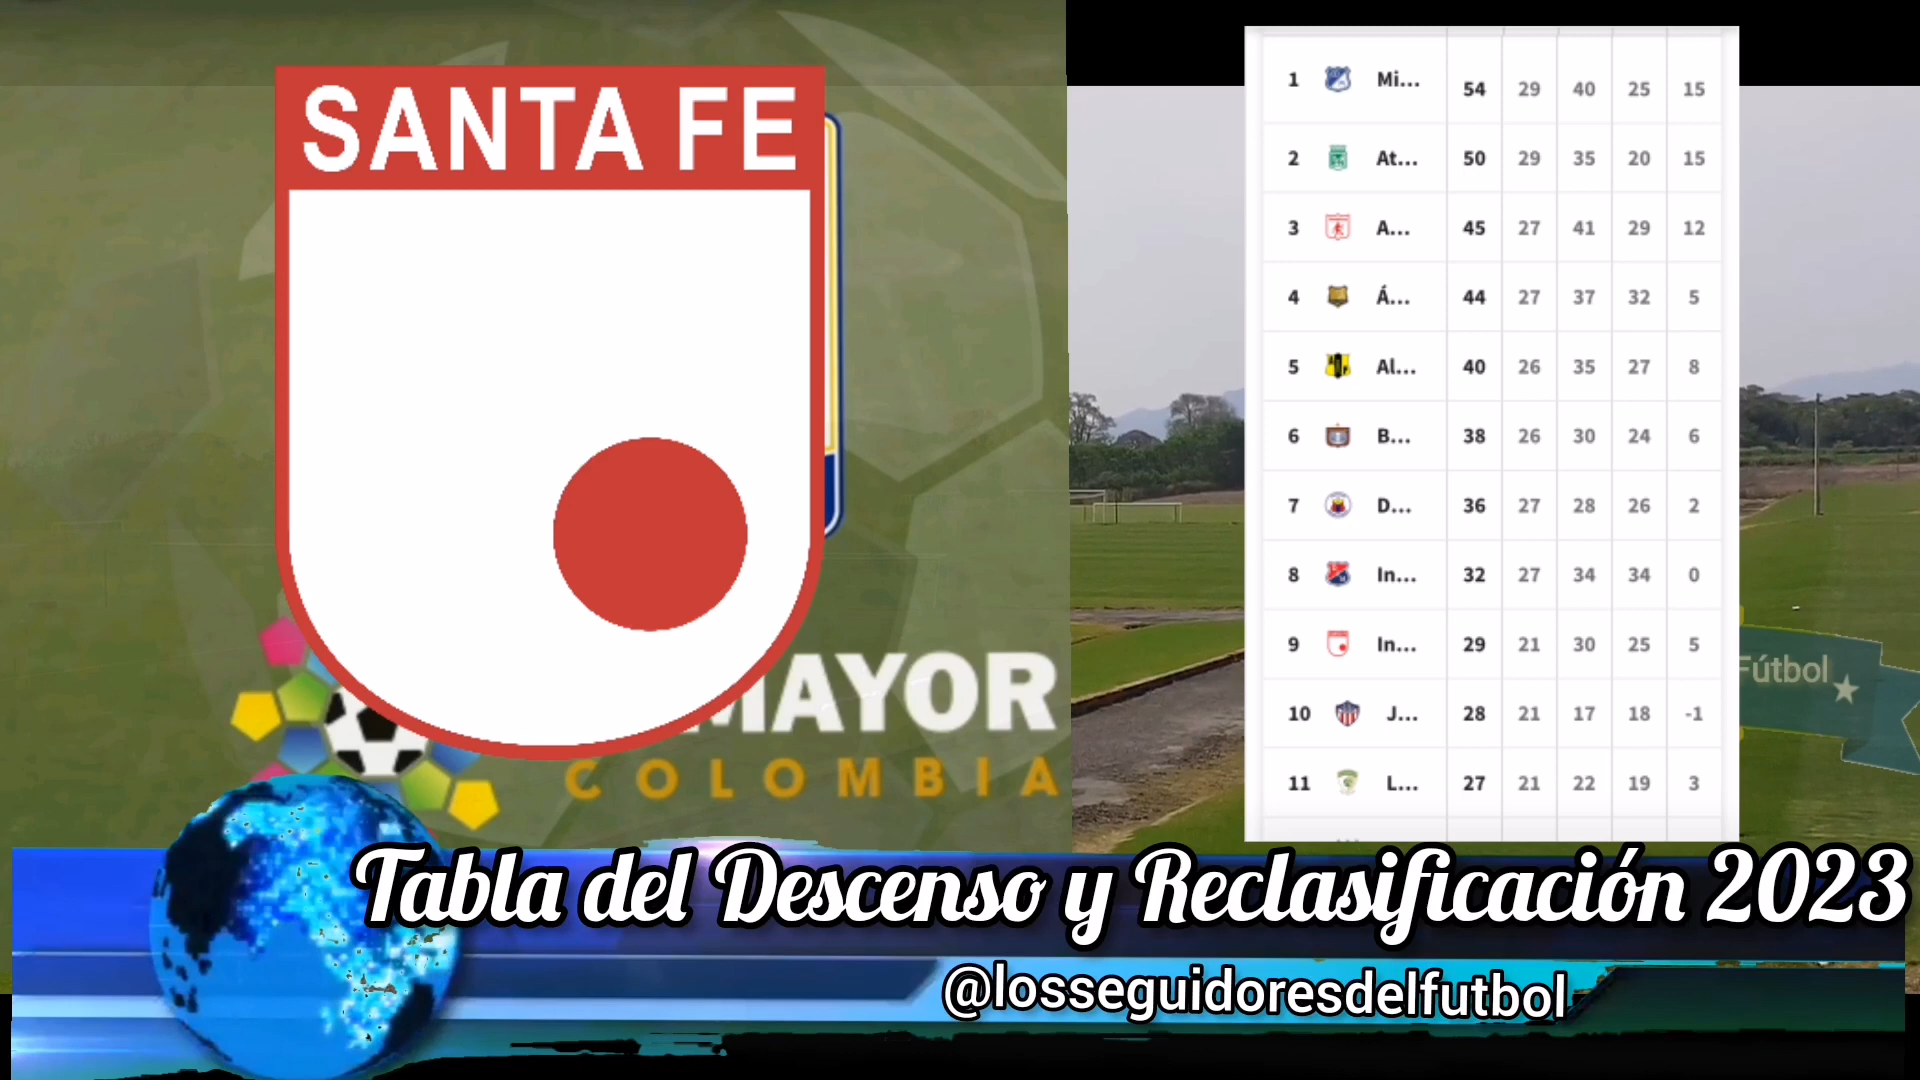 SANTA FE
MAYOR
COLOMBIA
1 Mi... 54 29 40 25 15
2 At... 50 29 35 20 15
3 A... 45 27 41 29 12
4 Á... 44 27 37 32 5
5 Al... 40 26 35 27 8
6 B... 38 26 30 24 6
7 D... 36 27 28 26 2
8 In... 32 27 34 34 0
9 In... 29 21 30 25 5
10 J... 28 21 17 18 -1
11 L... 27 21 22 19 3
Fútbol
Tabla del Descenso y Reclasificación 2023
@losseguidoresdelfutbol